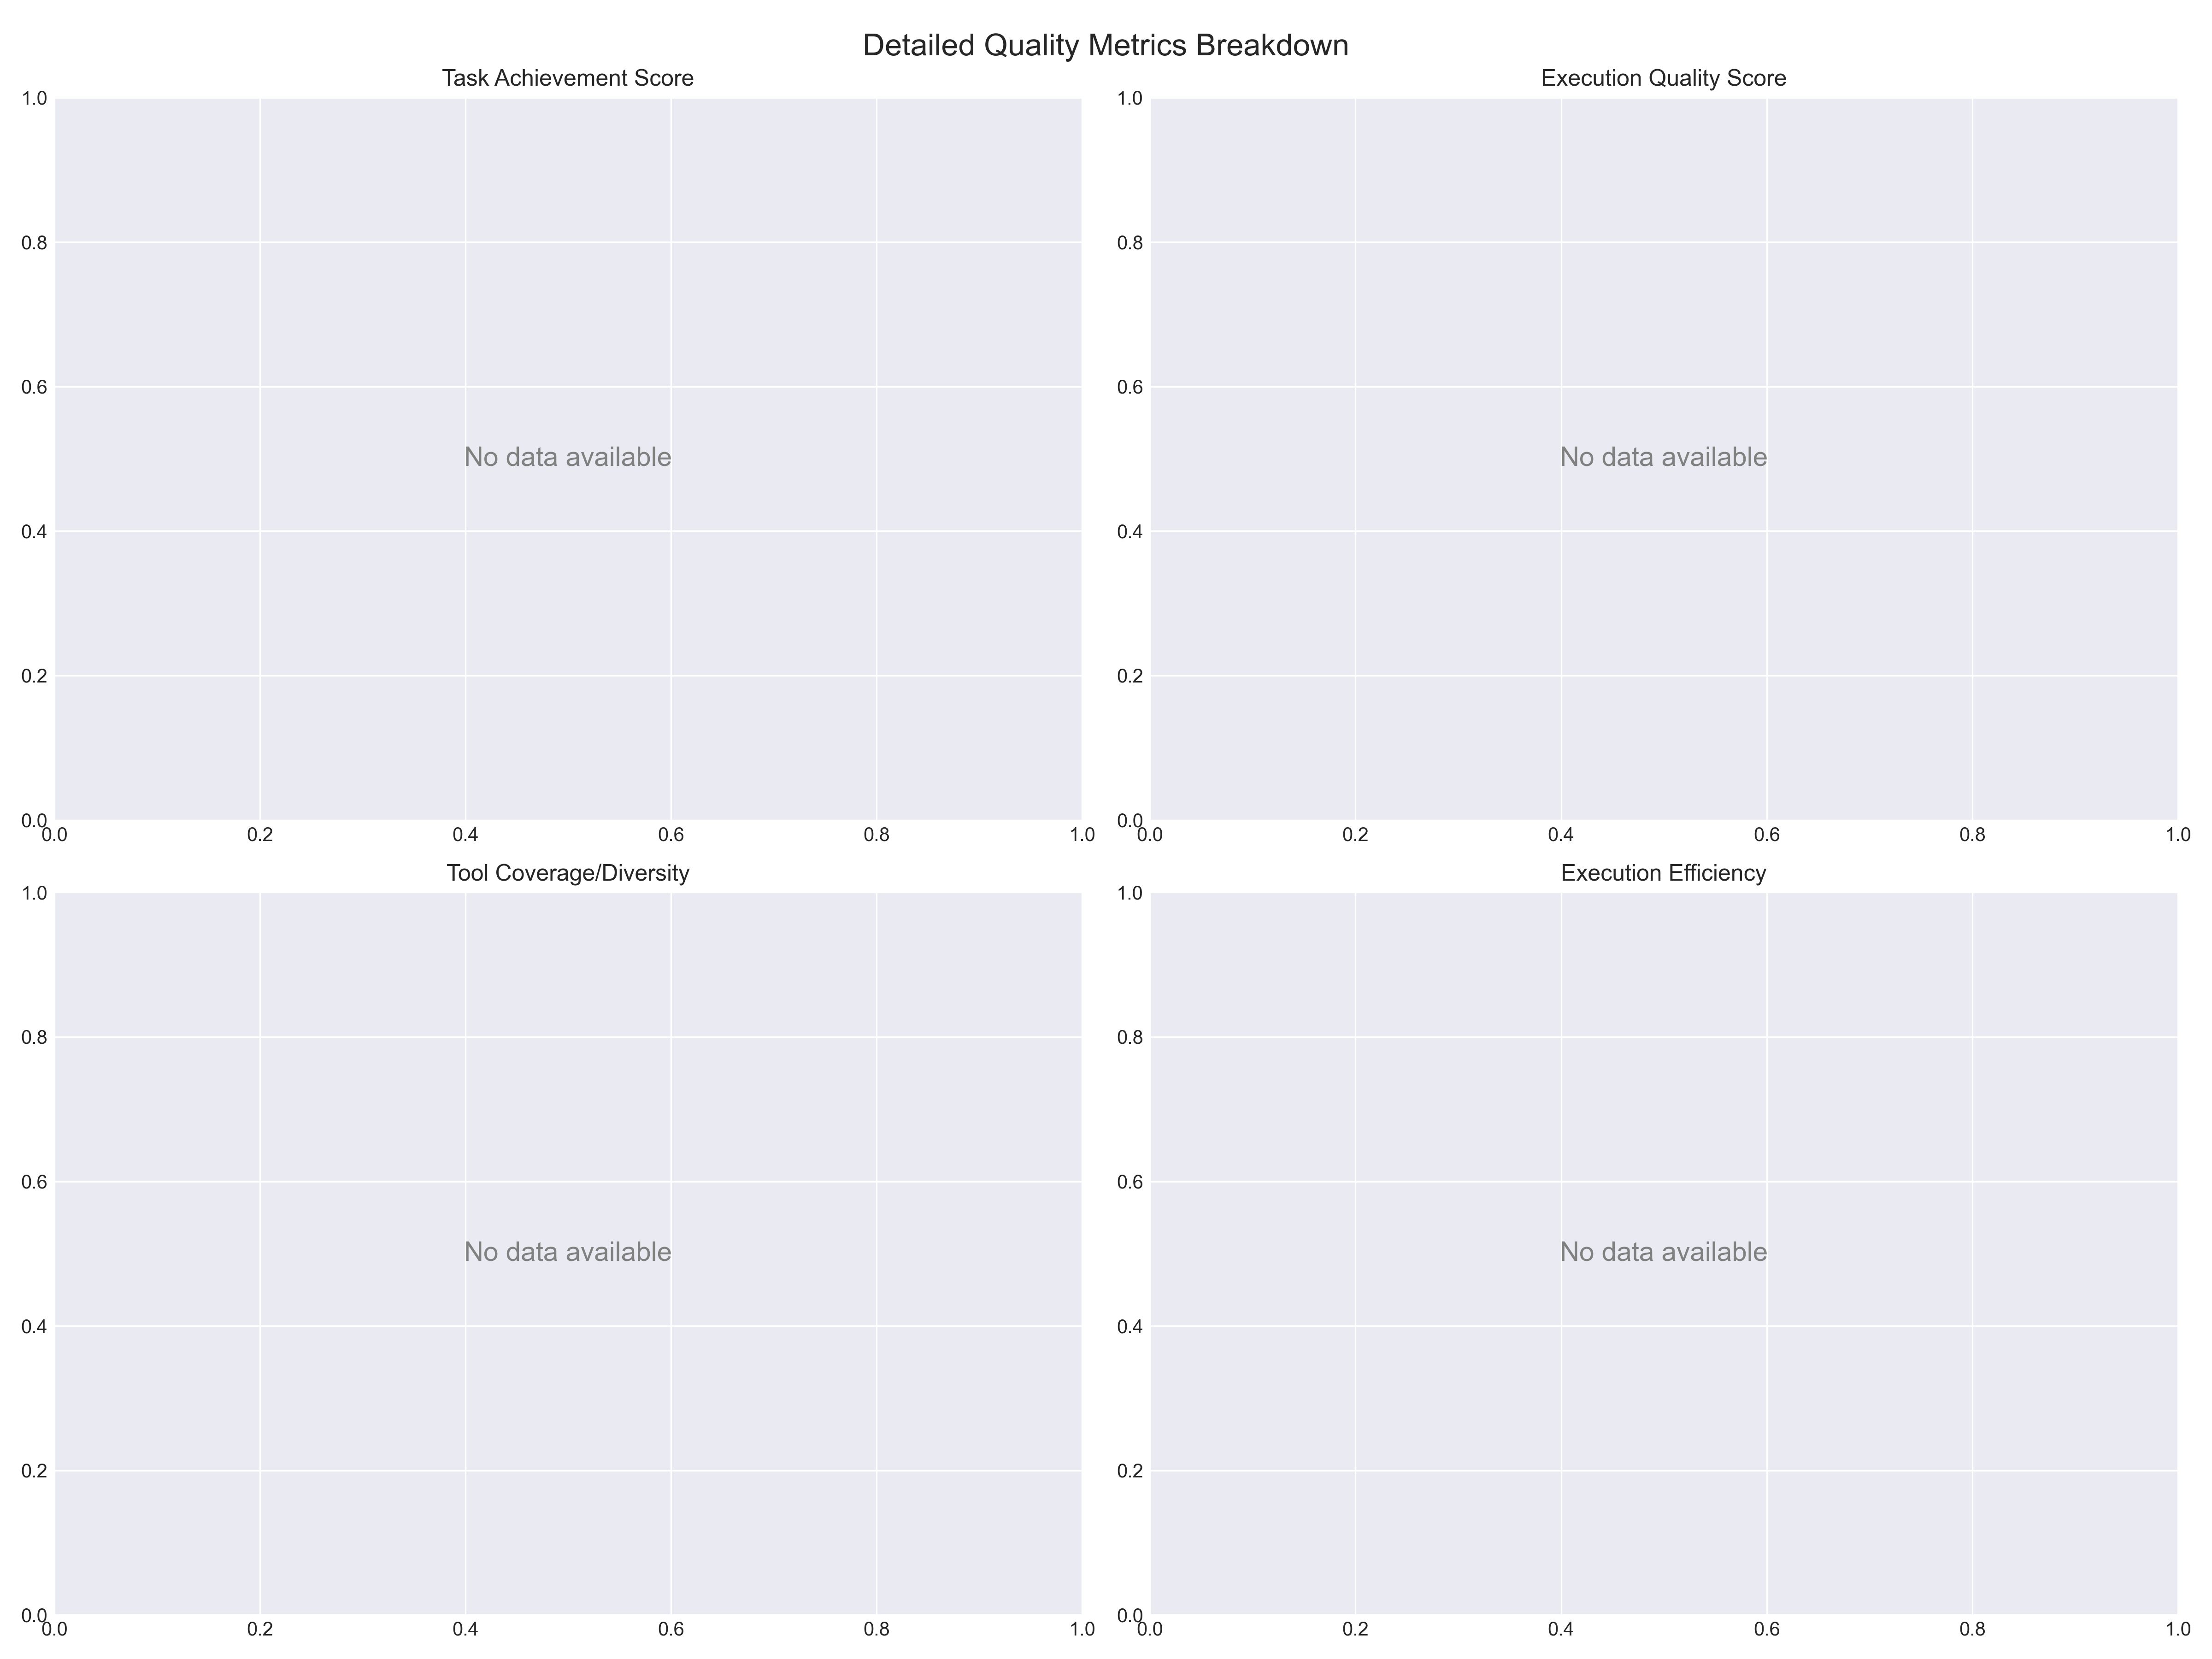 Detailed Quality Metrics Breakdown
Task Achievement Score
1.0
0.8
0.6
No data available
0.4
0.2
0.0
0.0 0.2 0.4 0.6 0.8 1.0
Execution Quality Score
1.0
0.8
0.6
No data available
0.4
0.2
0.0
0.0 0.2 0.4 0.6 0.8 1.0
Tool Coverage/Diversity
1.0
0.8
0.6
No data available
0.4
0.2
0.0
0.0 0.2 0.4 0.6 0.8 1.0
Execution Efficiency
1.0
0.8
0.6
No data available
0.4
0.2
0.0
0.0 0.2 0.4 0.6 0.8 1.0